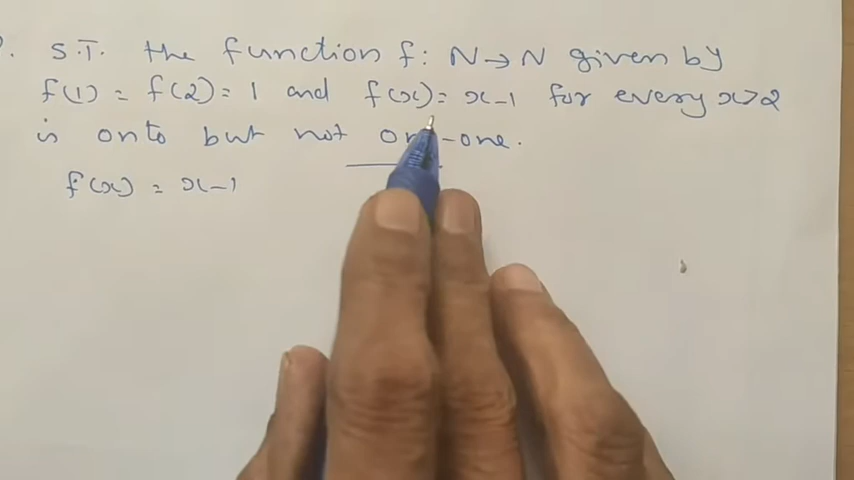 S.T. the function f: N→N given by
f(1) = f(2) = 1 and f(x) = x-1 for every x>2
is onto but not one-one.
f(x) = x-1